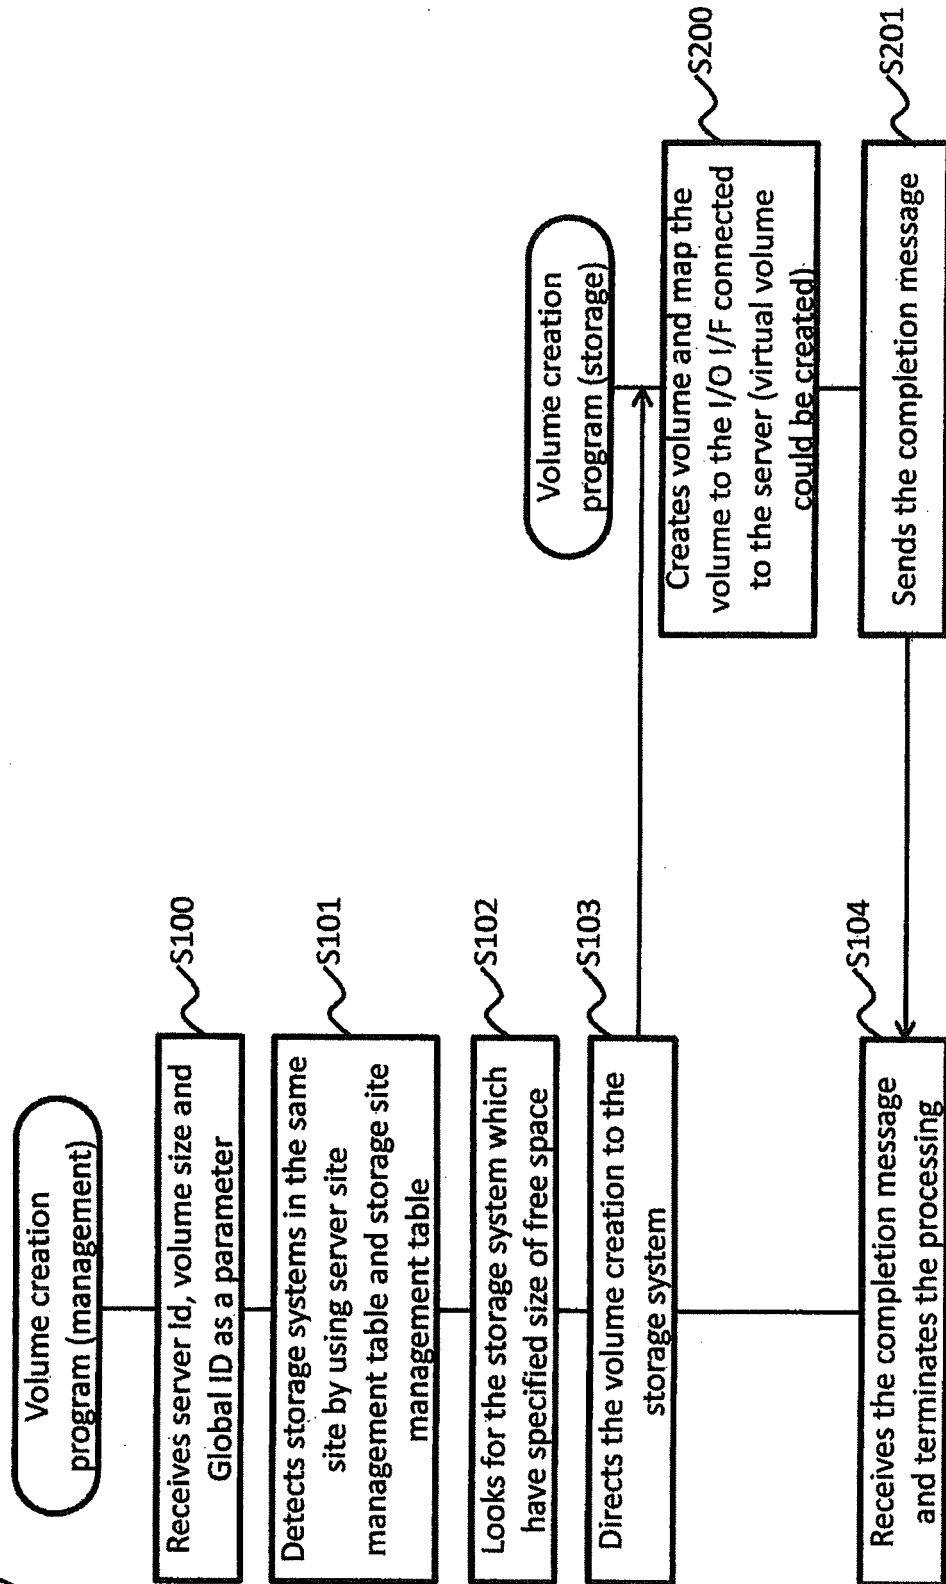 Volume creation
program (management)
Receives server id, volume size and
Global ID as a parameter
S100
Detects storage systems in the same
site by using server site
management table and storage site
management table
S101
Looks for the storage system which
have specified size of free space
S102
Directs the volume creation to the
storage system
S103
Receives the completion message
and terminates the processing
S104
Volume creation
program (storage)
Creates volume and map the
volume to the I/O I/F connected
to the server (virtual volume
could be created)
S200
Sends the completion message
S201